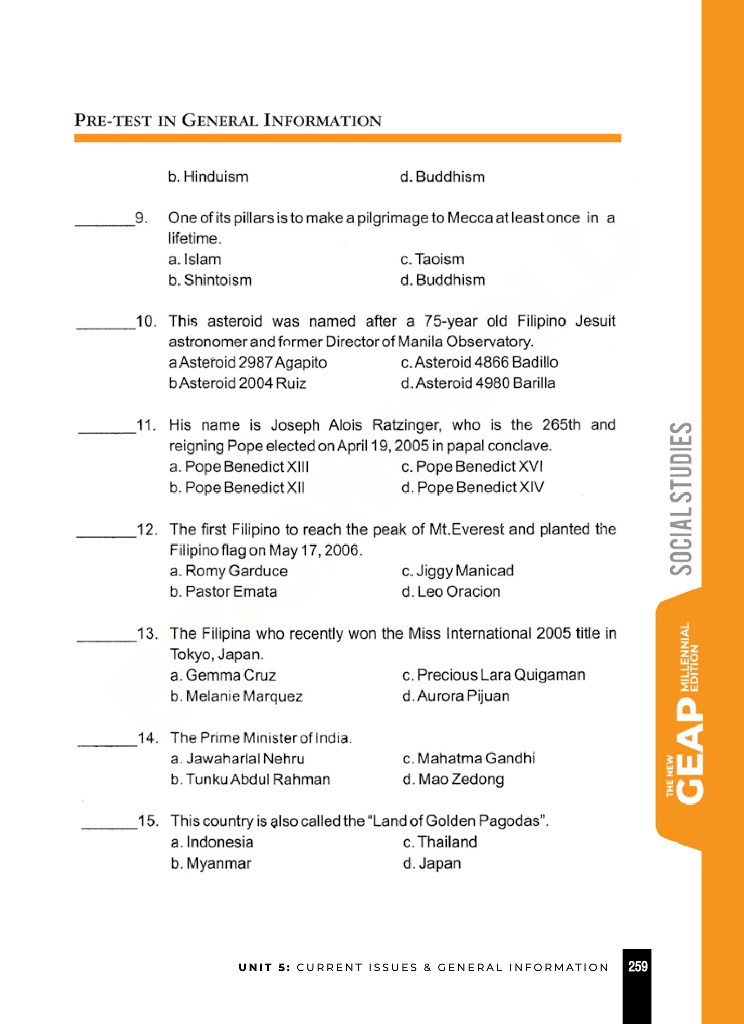 PRE-TEST IN GENERAL INFORMATION
b. Hinduism d. Buddhism
______9. One of its pillars is to make a pilgrimage to Mecca at least once in a
lifetime.
a. Islam c. Taoism
b. Shintoism d. Buddhism
______10. This asteroid was named after a 75-year old Filipino Jesuit
astronomer and former Director of Manila Observatory.
a Asteroid 2987 Agapito c. Asteroid 4866 Badillo
b Asteroid 2004 Ruiz d. Asteroid 4980 Barilla
______11. His name is Joseph Alois Ratzinger, who is the 265th and
reigning Pope elected on April 19, 2005 in papal conclave.
a. Pope Benedict XIII c. Pope Benedict XVI
b. Pope Benedict XII d. Pope Benedict XIV
______12. The first Filipino to reach the peak of Mt.Everest and planted the
Filipino flag on May 17, 2006.
a. Romy Garduce c. Jiggy Manicad
b. Pastor Emata d. Leo Oracion
______13. The Filipina who recently won the Miss International 2005 title in
Tokyo, Japan.
a. Gemma Cruz c. Precious Lara Quigaman
b. Melanie Marquez d. Aurora Pijuan
______14. The Prime Minister of India.
a. Jawaharlal Nehru c. Mahatma Gandhi
b. Tunku Abdul Rahman d. Mao Zedong
______15. This country is also called the “Land of Golden Pagodas”.
a. Indonesia c. Thailand
b. Myanmar d. Japan
SOCIAL STUDIES
THE NEW
GEAP
MILLENNIAL
EDITION
UNIT 5: CURRENT ISSUES & GENERAL INFORMATION 259